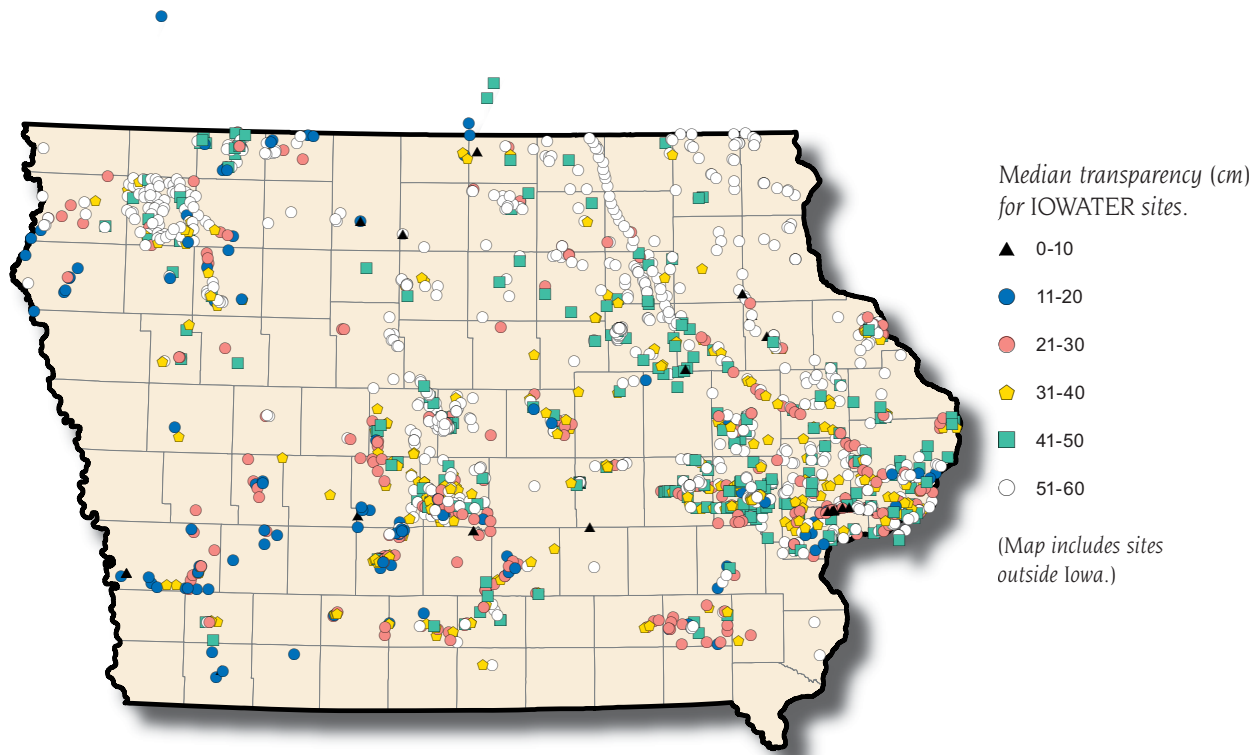 Median transparency (cm)
for IOWATER sites.
0-10
11-20
21-30
31-40
41-50
51-60
(Map includes sites
outside Iowa.)